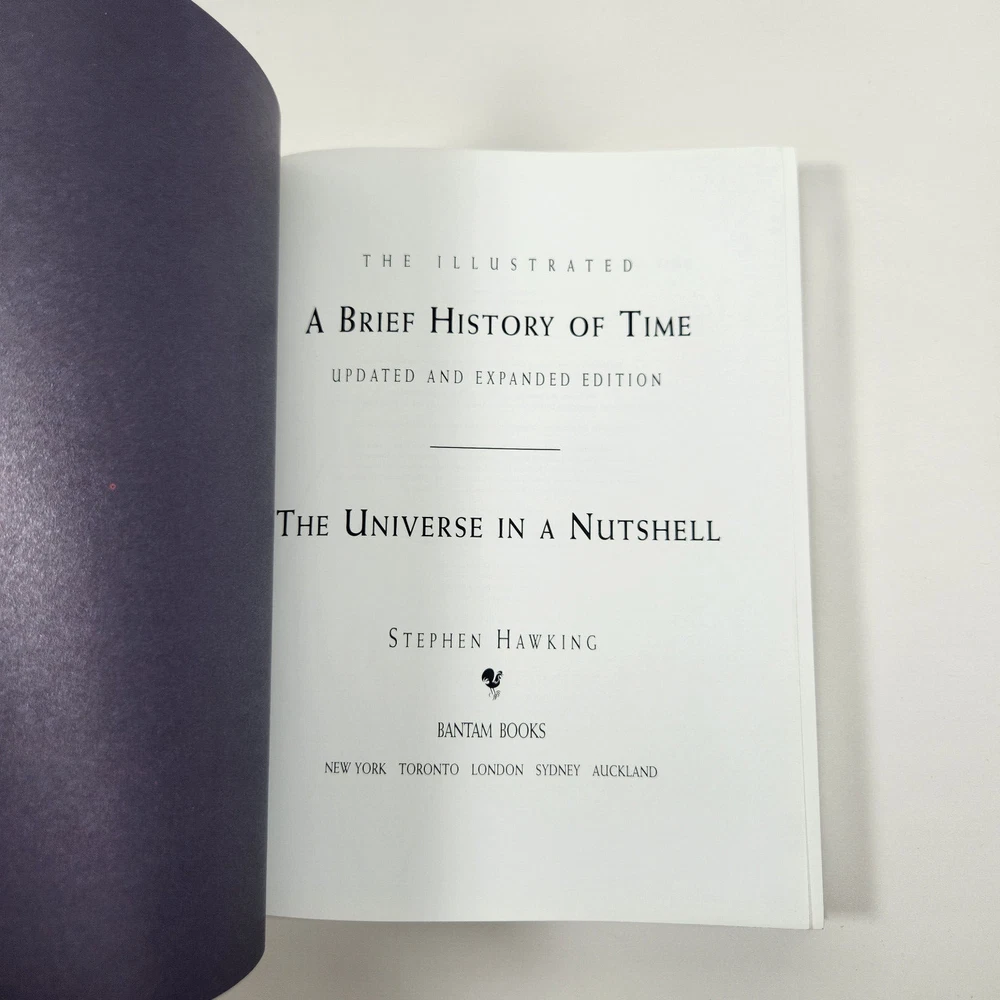 THE ILLUSTRATED
A BRIEF HISTORY OF TIME
UPDATED AND EXPANDED EDITION
THE UNIVERSE IN A NUTSHELL
STEPHEN HAWKING
BANTAM BOOKS
NEW YORK TORONTO LONDON SYDNEY AUCKLAND